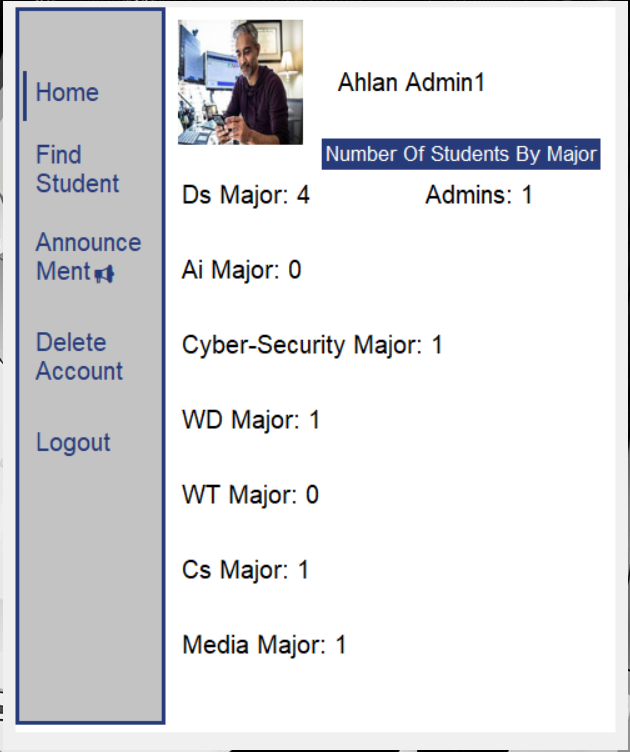 Home
Find
Student
Announce
Ment
Delete
Account
Logout
Ahlan Admin1
Number Of Students By Major
Ds Major: 4
Admins: 1
Ai Major: 0
Cyber-Security Major: 1
WD Major: 1
WT Major: 0
Cs Major: 1
Media Major: 1